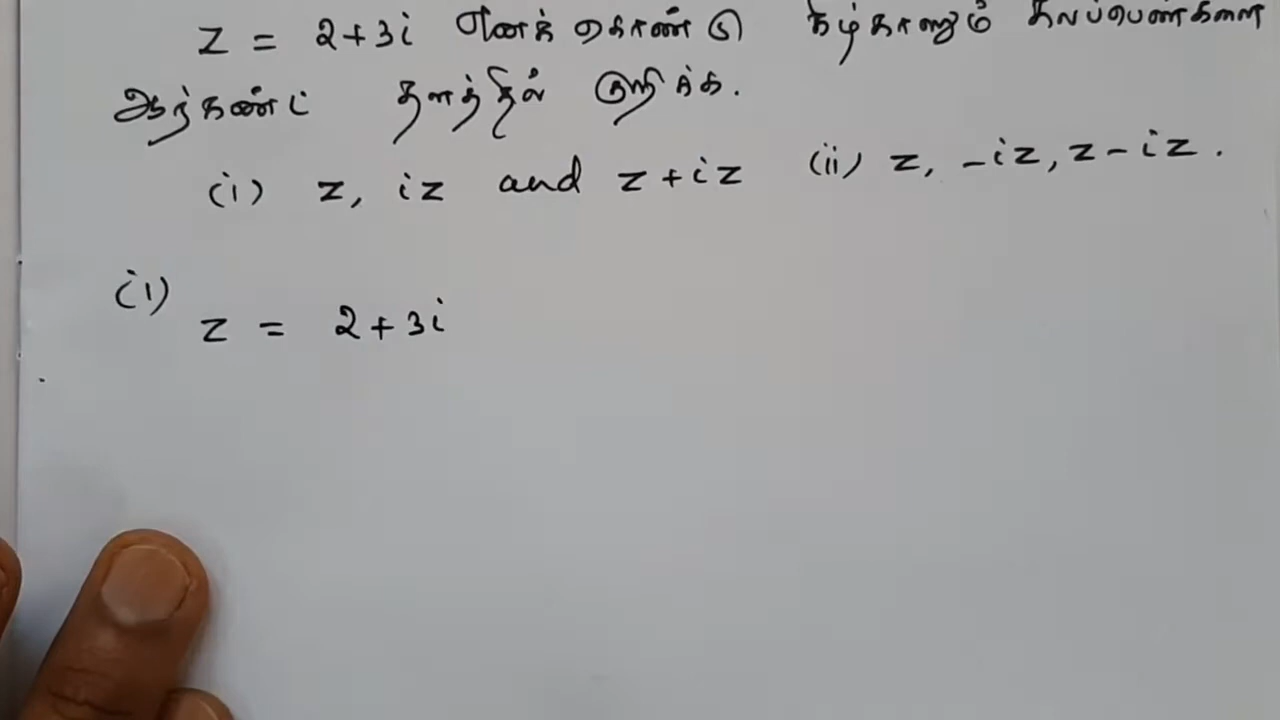 z = 2+3i எனக் கொண்டு கீழ்காணும் கலப்பெண்களை
ஆர்கண்ட் தளத்தில் குறிக்க.
(i) z, iz and z+iz (ii) z, -iz, z-iz.
(i)
z = 2+3i